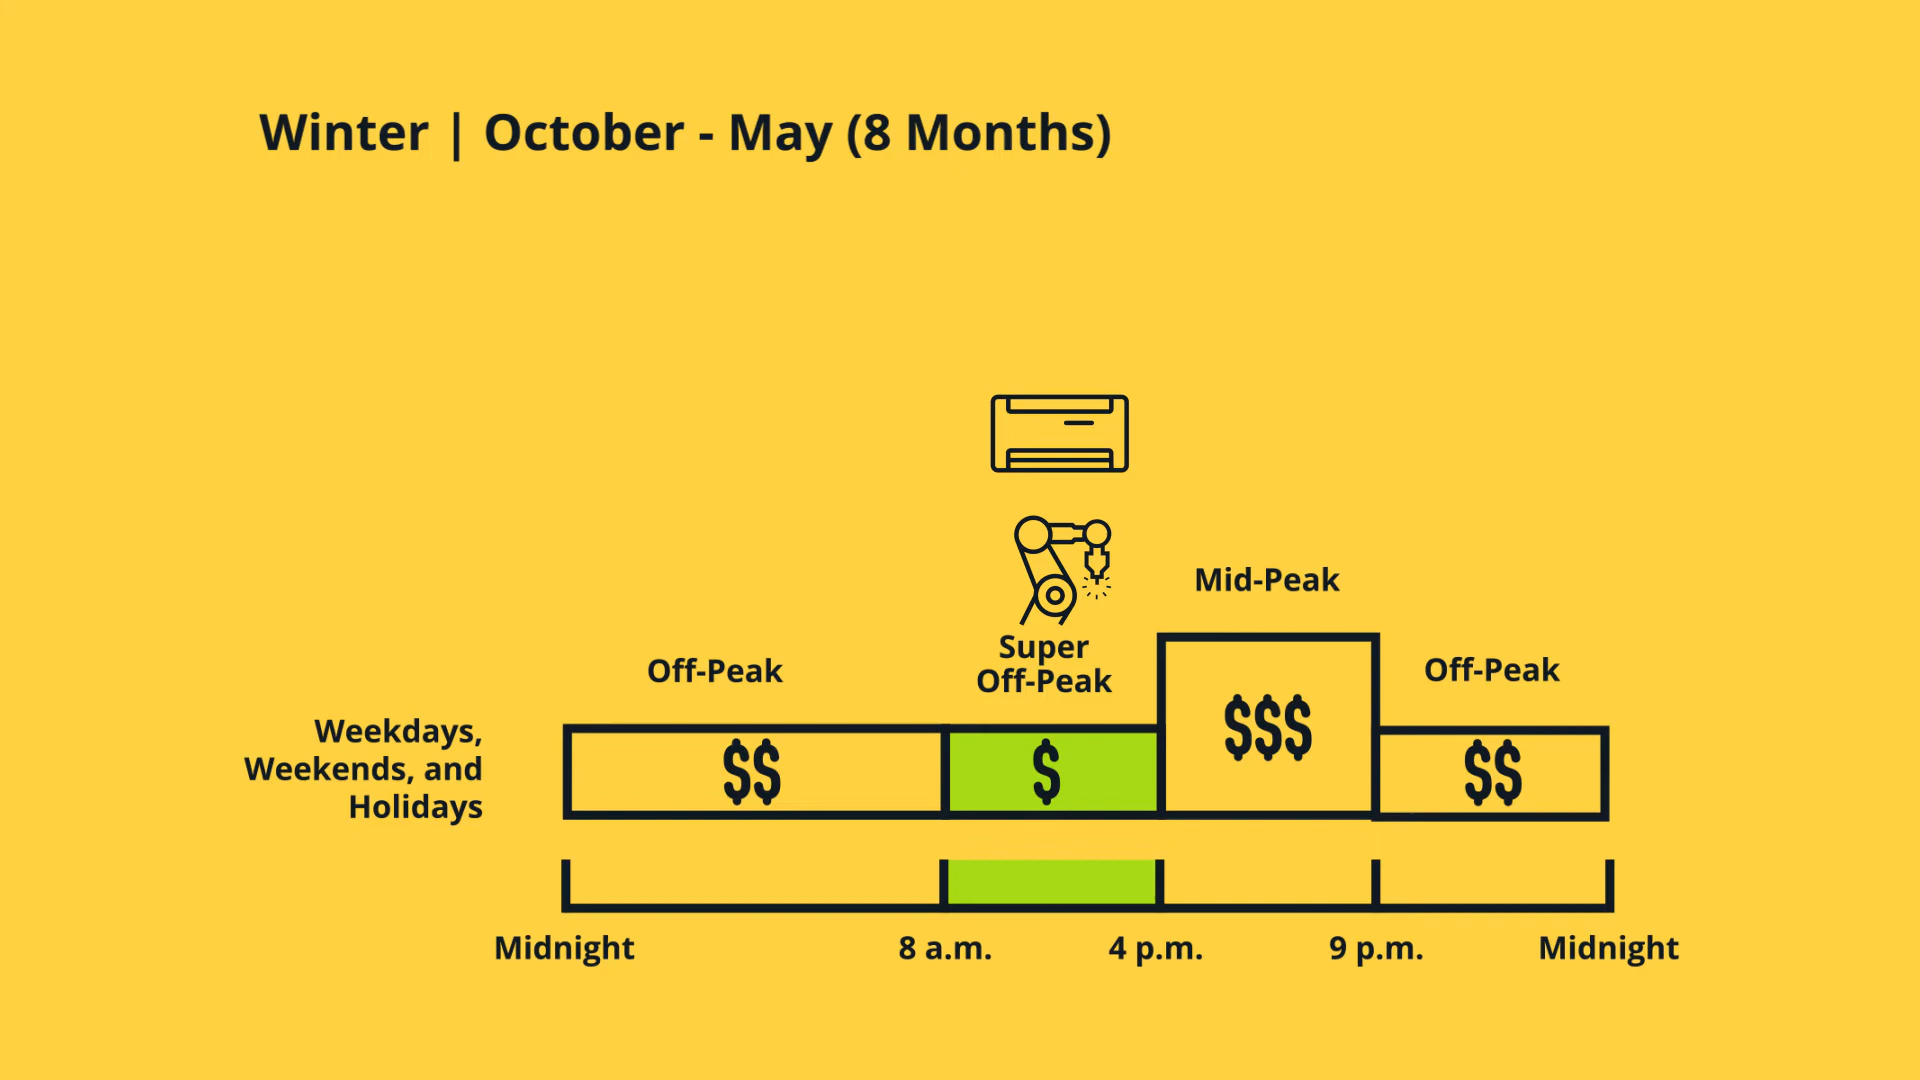 Winter | October - May (8 Months)
Mid-Peak
Super
Off-Peak
Off-Peak
Off-Peak
Weekdays,
Weekends, and
Holidays
$$
$
$$$
$$
Midnight
8 a.m.
4 p.m.
9 p.m.
Midnight